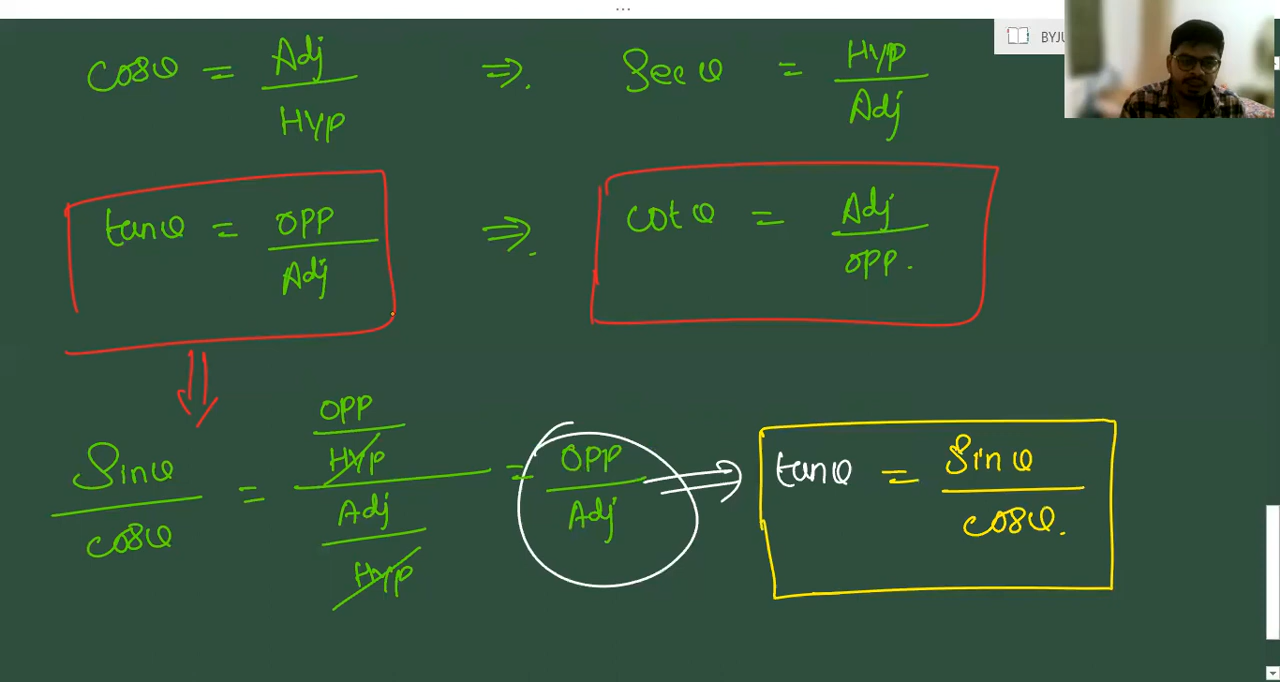 cosθ = Adj / Hyp ⇒. Secθ = Hyp / Adj
BYJU
tanθ = OPP / Adj ⇒. cotθ = Adj / OPP.
Sinθ / cosθ = OPP / Hyp / Adj / Hyp = OPP / Adj ⇒ tanθ = Sinθ / cosθ.